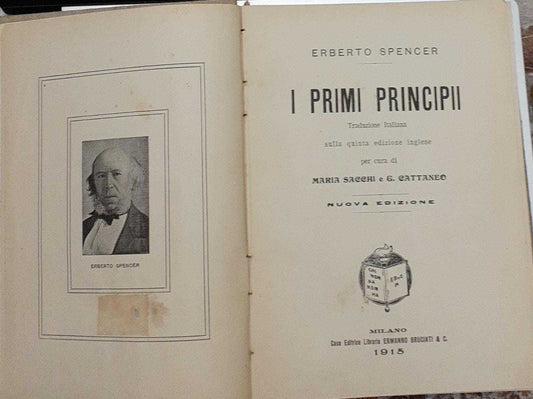 ERBERTO SPENCER
ERBERTO SPENCER
I PRIMI PRINCIPII
Traduzione Italiana
sulla quinta edizione inglese
per cura di
MARIA SACCHI e G. CATTANEO
NUOVA EDIZIONE
MILANO
Casa Editrice Libraria ERMANNO BRUCIATI & C.
1915